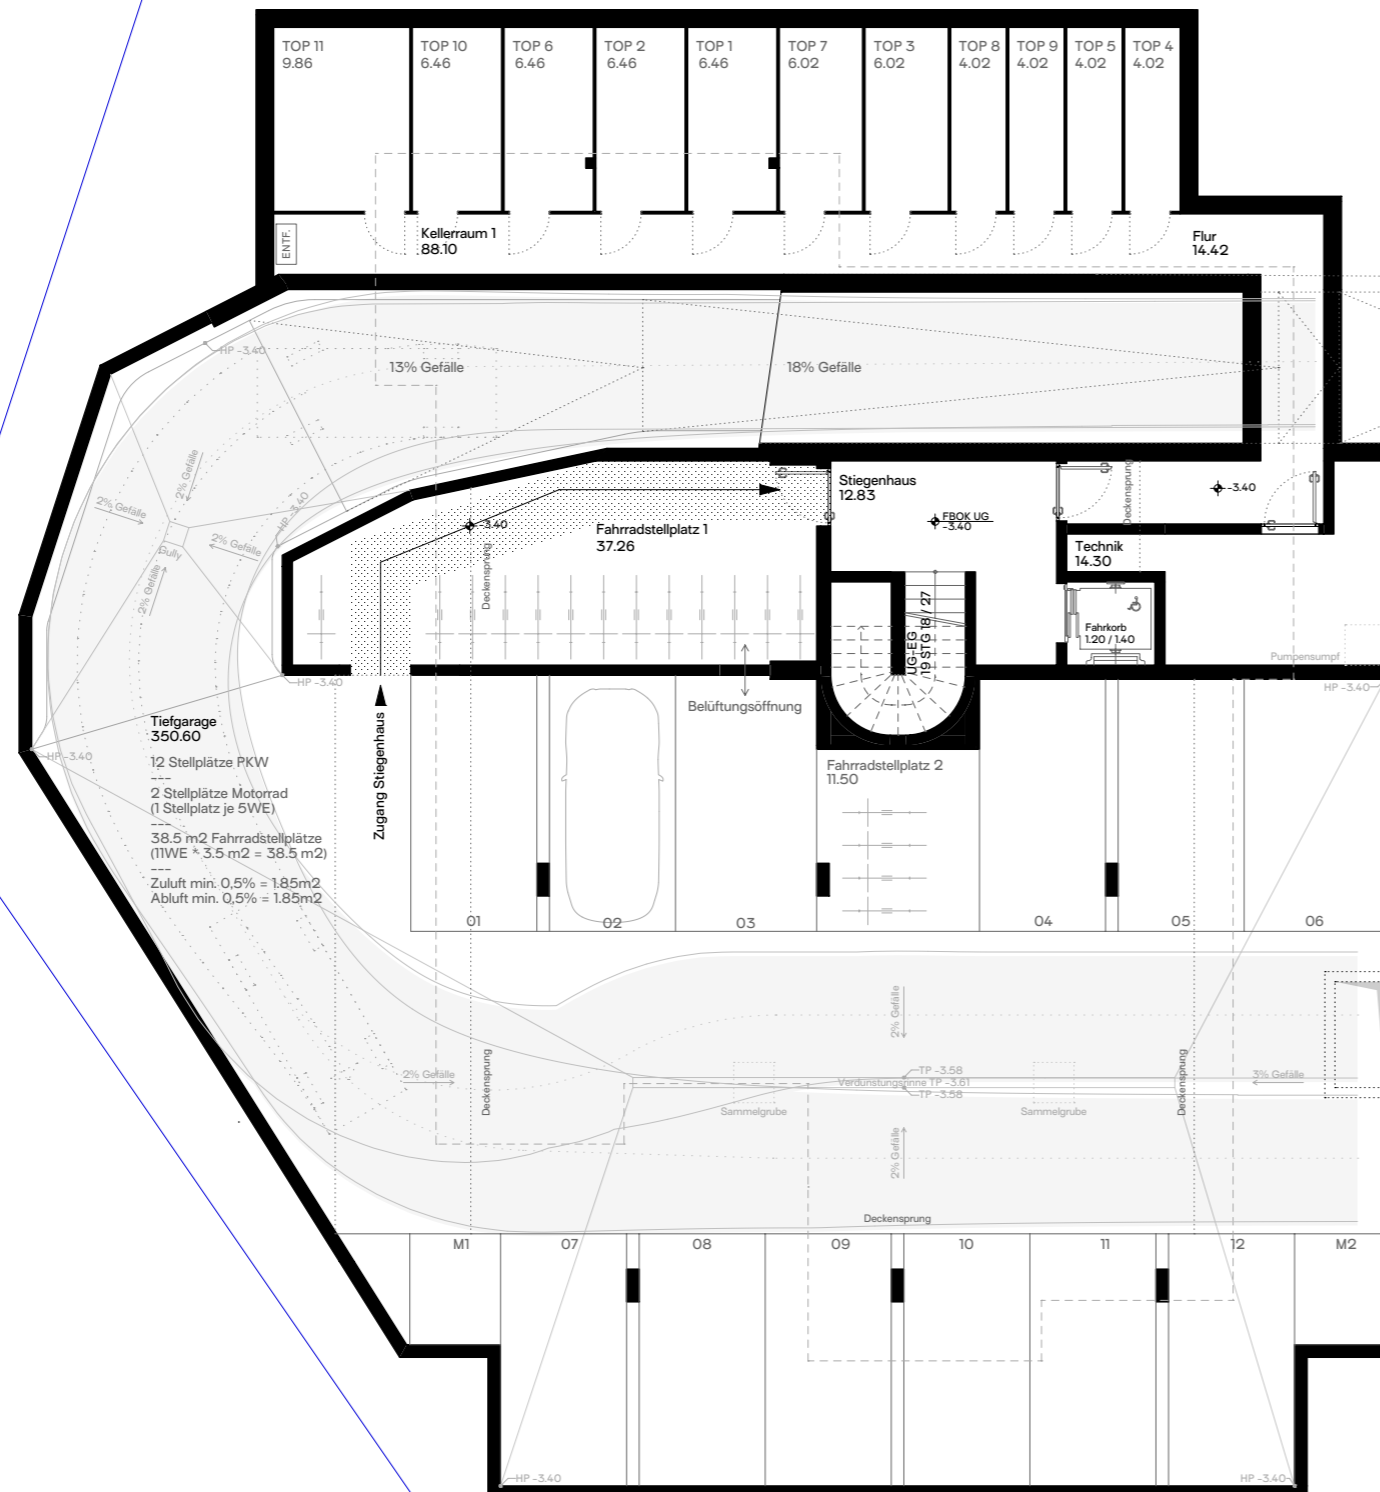 TOP 11
9.86
TOP 10
6.46
TOP 6
6.46
TOP 2
6.46
TOP 1
6.46
TOP 7
6.02
TOP 3
6.02
TOP 8
4.02
TOP 9
4.02
TOP 5
4.02
TOP 4
4.02
ENTF.
Kellerraum 1
88.10
Flur
14.42
HP -3.40
13% Gefälle
18% Gefälle
2% Gefälle
2% Gefälle
2% Gefälle
2% Gefälle
Gully
HP -3.40
-3.40
Deckensprung
Fahrradstellplatz 1
37.26
Stiegenhaus
12.83
FBOK UG
-3.40
Deckensprung
-3.40
Technik
14.30
Fahrkorb
1.20 / 1.40
UG-EG
19 STG 18 / 27
Pumpensumpf
HP -3.40
HP -3.40
HP -3.40
Belüftungsöffnung
Zugang Stiegenhaus
Tiefgarage
350.60
12 Stellplätze PKW
---
2 Stellplätze Motorrad
(1 Stellplatz je 5WE)
---
38.5 m2 Fahrradstellplätze
(11WE * 3.5 m2 = 38.5 m2)
---
Zuluft min. 0,5% = 1.85m2
Abluft min. 0,5% = 1.85m2
Fahrradstellplatz 2
11.50
01
02
03
04
05
06
2% Gefälle
2% Gefälle
Deckensprung
TP -3.58
Verdunstungsrinne TP -3.61
TP -3.58
Sammelgrube
Sammelgrube
Deckensprung
3% Gefälle
2% Gefälle
Deckensprung
M1
07
08
09
10
11
12
M2
HP -3.40
HP -3.40